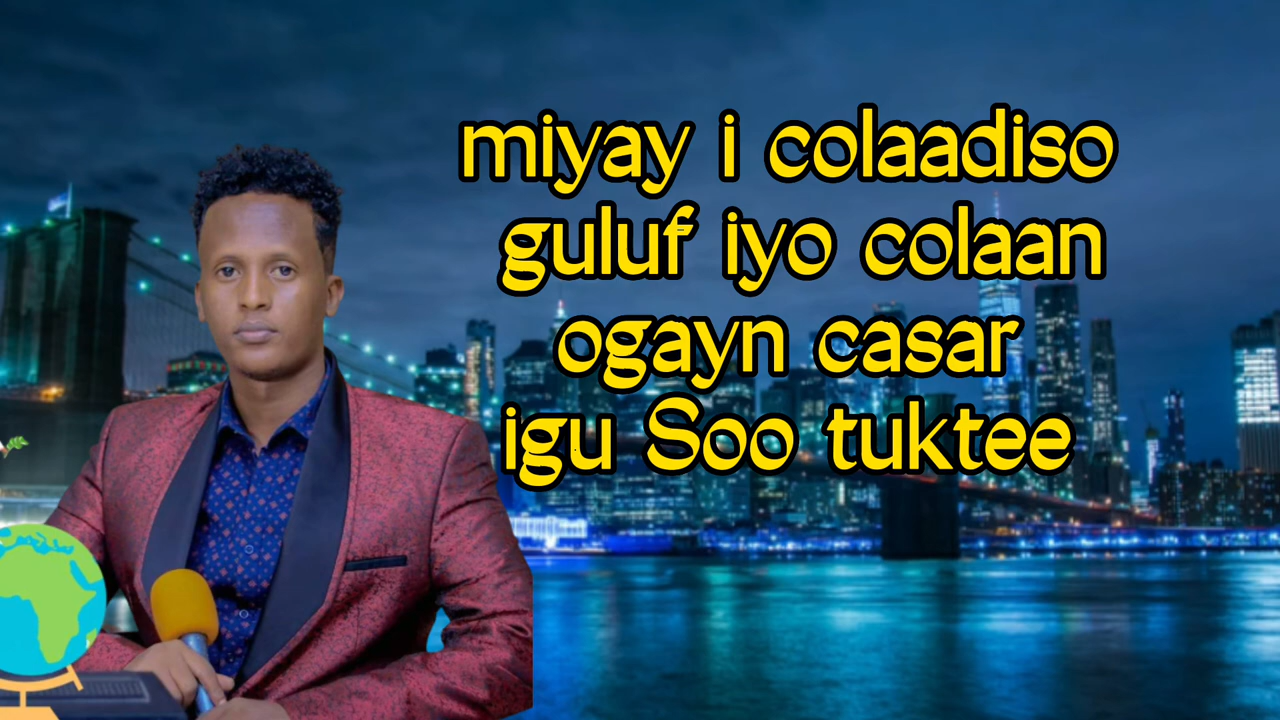 miyay i colaadiso
guluf iyo colaan
ogayn casar
igu Soo tuktee